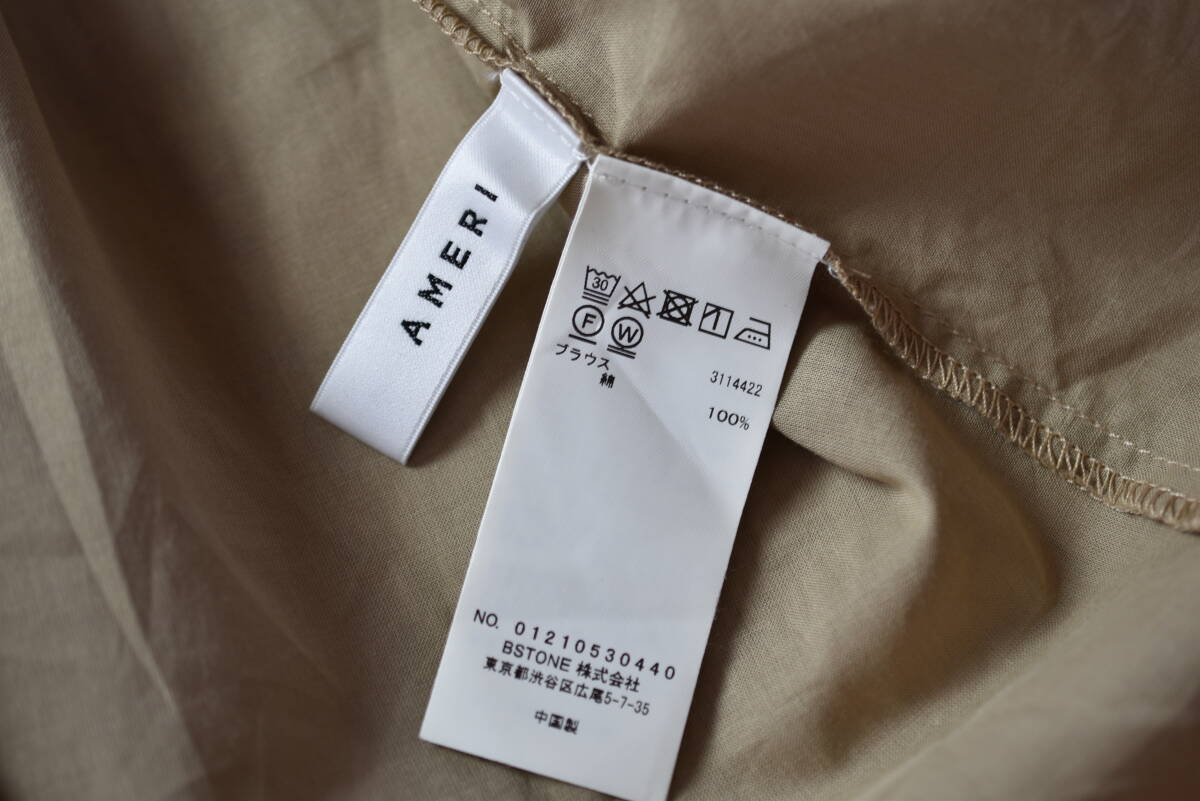 AMERI
30
F W
ブラウス 3114422
綿 100%
NO. 01210530440
BSTONE 株式会社
東京都渋谷区広尾5-7-35
中国製